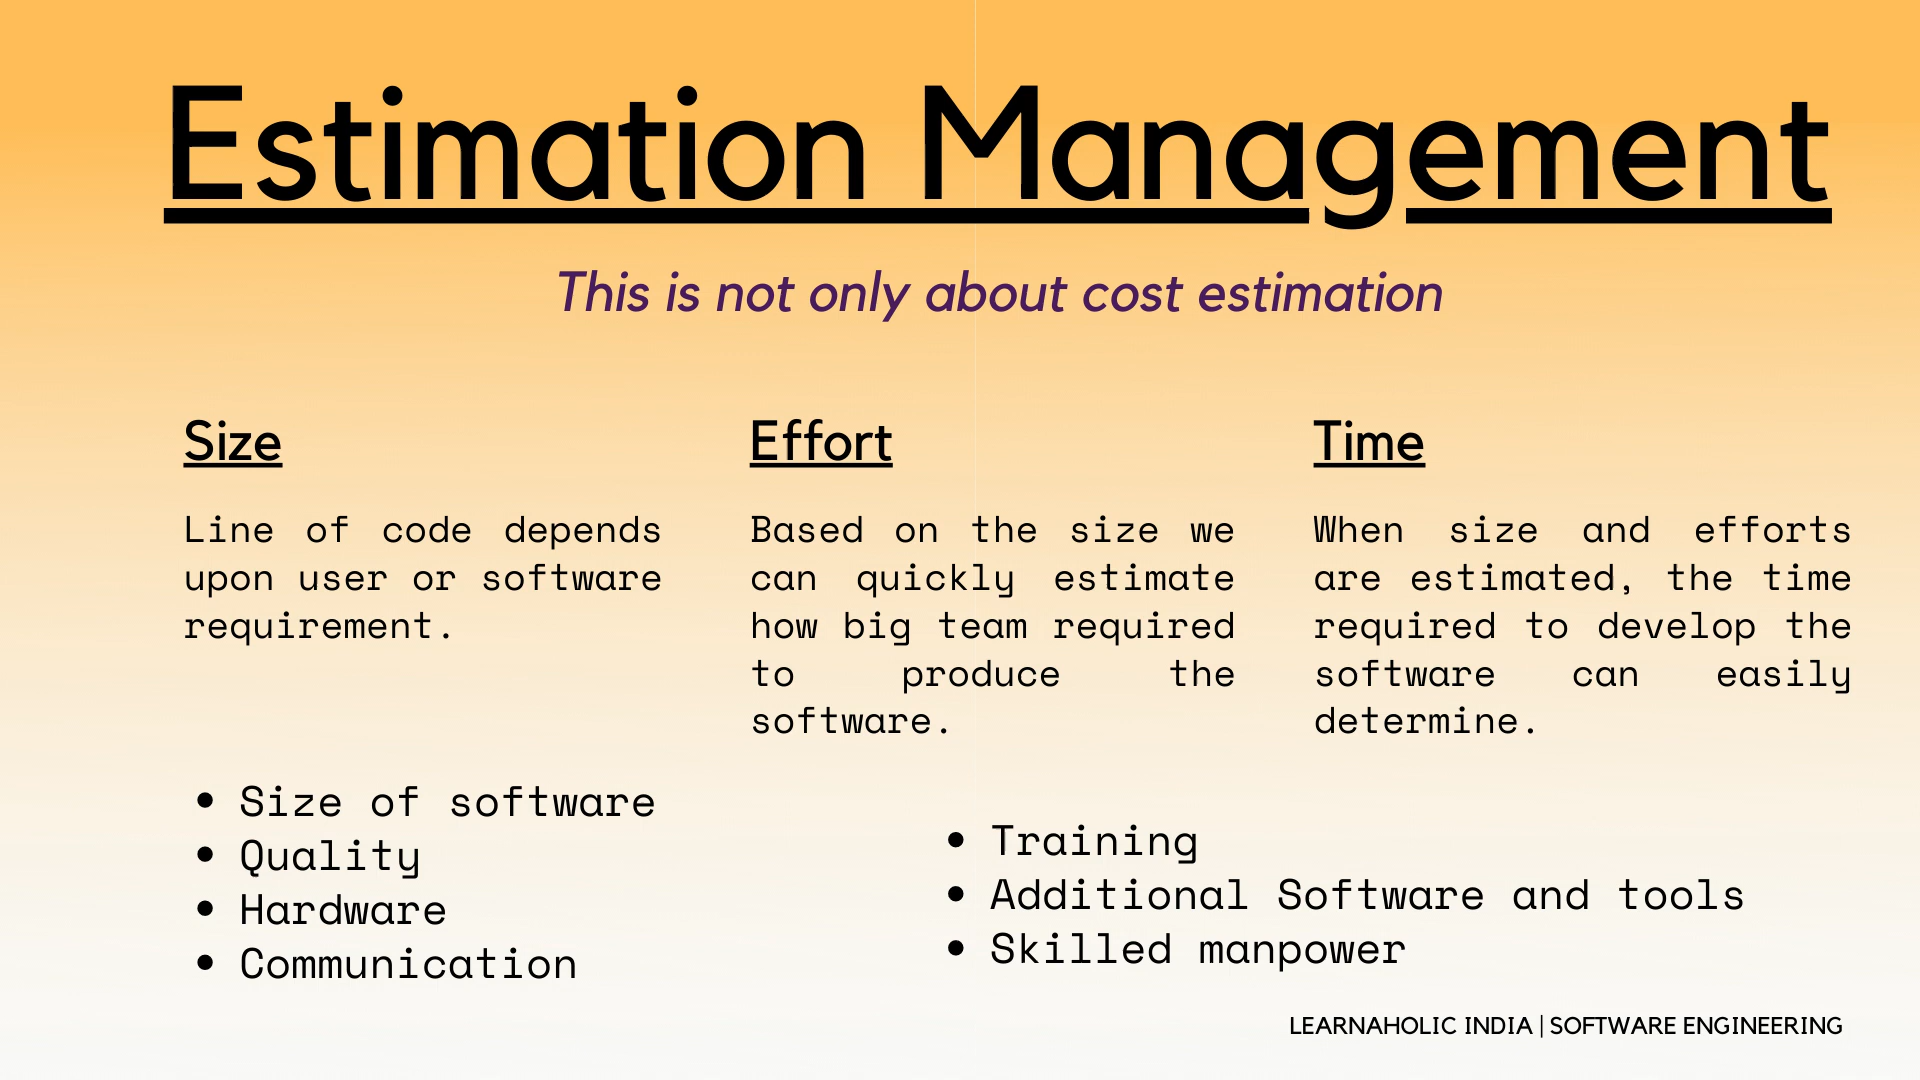 Estimation Management
This is not only about cost estimation
Size
Line of code depends
upon user or software
requirement.
Effort
Based on the size we
can quickly estimate
how big team required
to produce the
software.
Time
When size and efforts
are estimated, the time
required to develop the
software can easily
determine.
• Size of software
• Quality
• Hardware
• Communication
• Training
• Additional Software and tools
• Skilled manpower
LEARNAHOLIC INDIA | SOFTWARE ENGINEERING